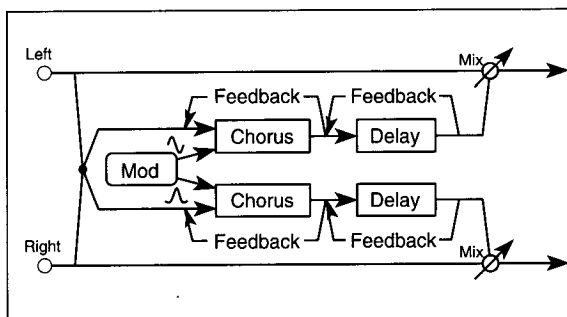 Left
Mix
Feedback Feedback
Chorus Delay
Mod
Chorus Delay
Feedback Feedback
Right
Mix